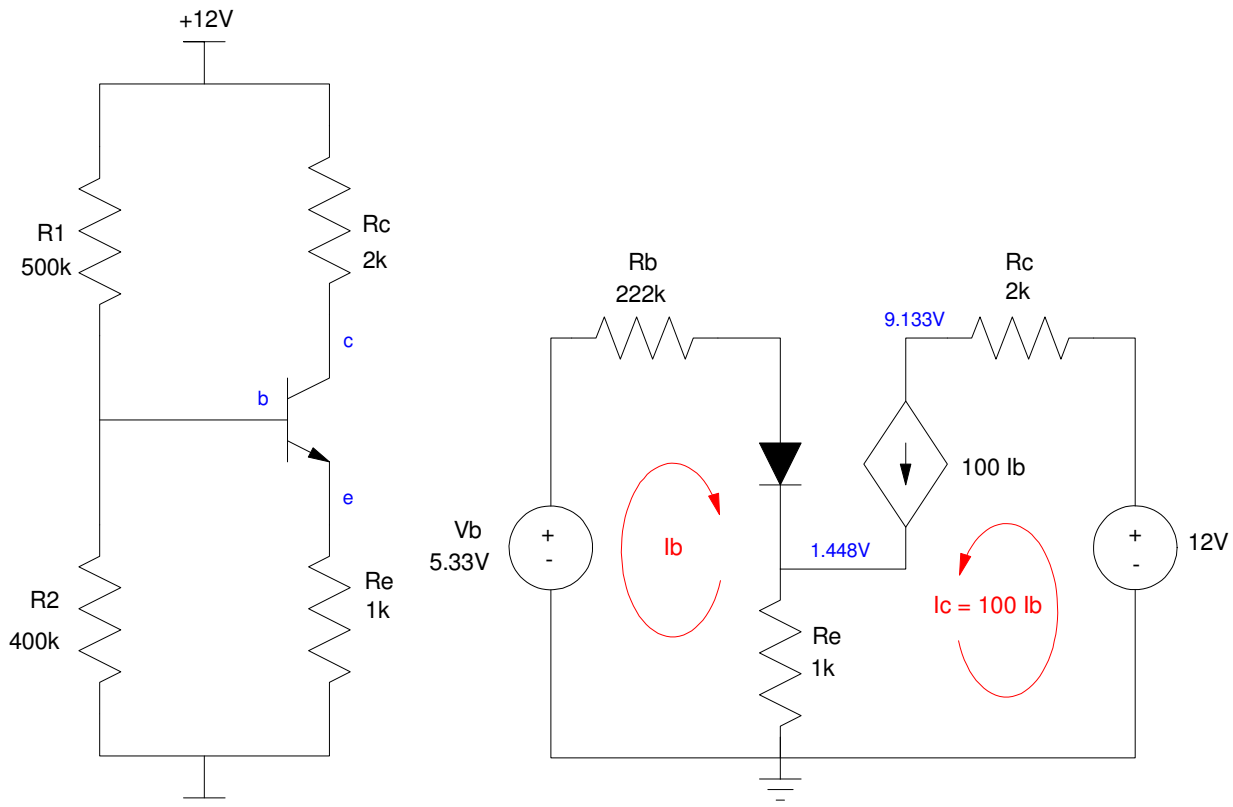 +12V
R1
500k
Rc
2k
c
b
e
R2
400k
Re
1k
Rb
222k
9.133V
Rc
2k
100 Ib
Vb
5.33V
+
-
Ib
1.448V
Ic = 100 Ib
+
-
12V
Re
1k